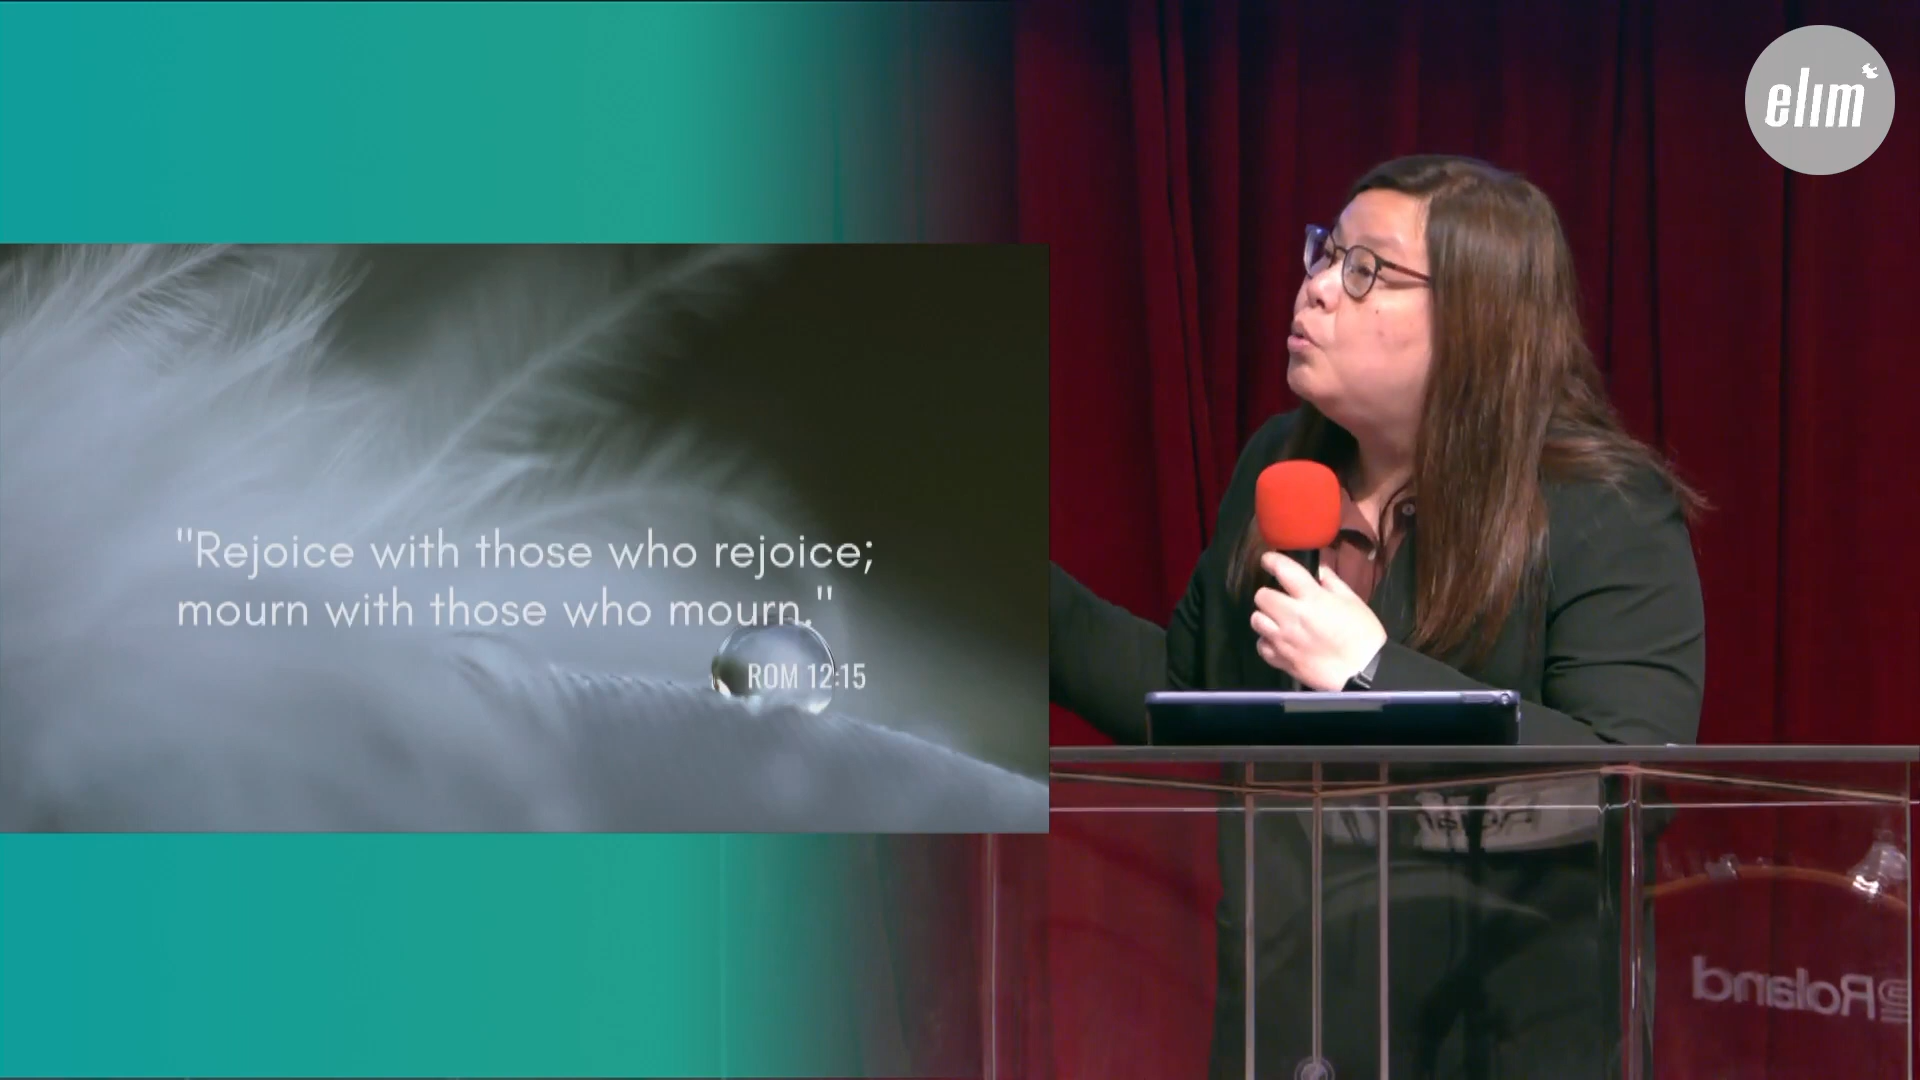 elim
"Rejoice with those who rejoice;
mourn with those who mourn."
ROM 12:15
Roland